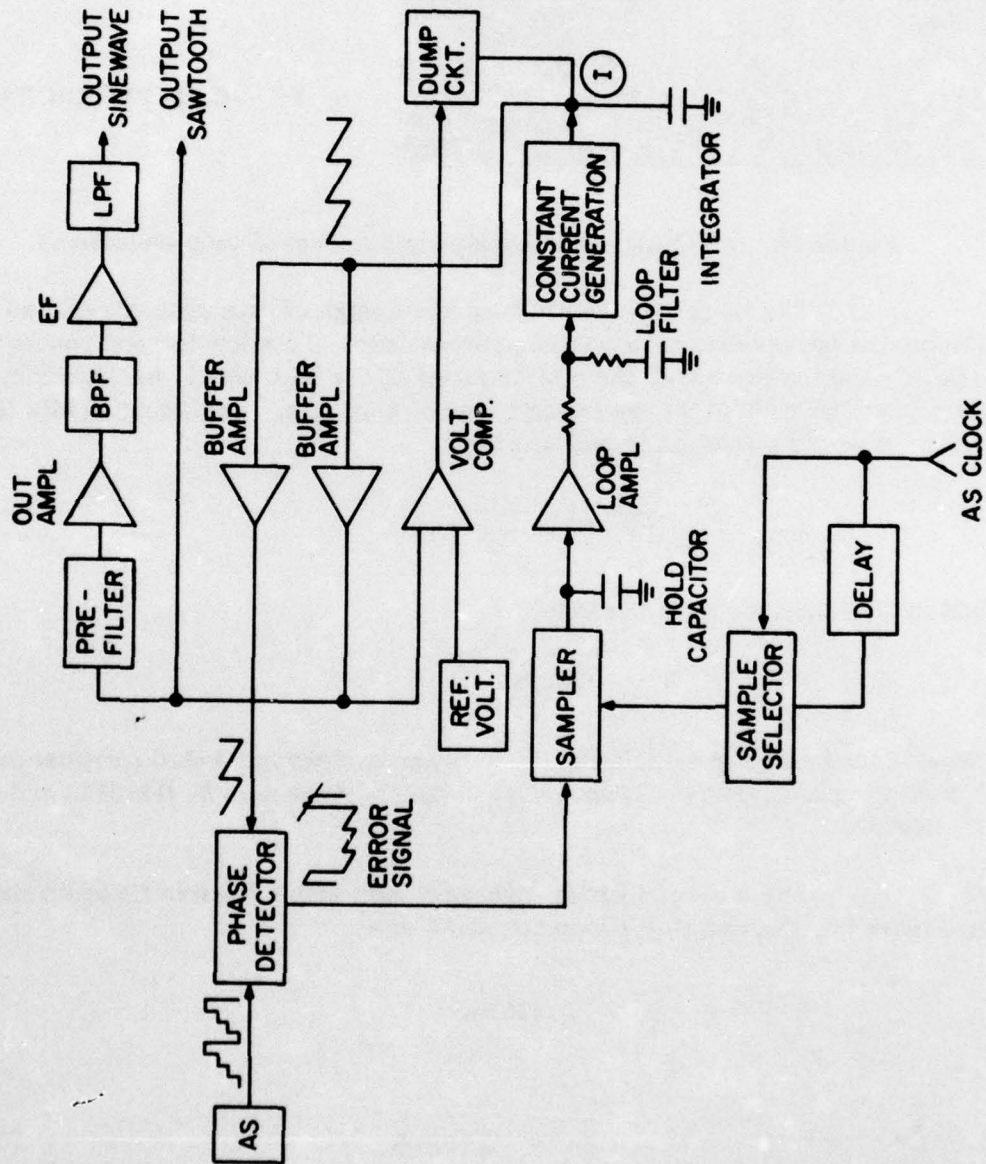 OUTPUT
SINEWAVE
OUTPUT
SAWTOOTH
LPF
EF
BPF
OUT
AMPL
PRE-
FILTER
BUFFER
AMPL
BUFFER
AMPL
DUMP
CKT.
VOLT
COMP.
REF.
VOLT.
I
CONSTANT
CURRENT
GENERATION
INTEGRATOR
LOOP
FILTER
LOOP
AMPL
HOLD
CAPACITOR
SAMPLER
ERROR
SIGNAL
PHASE
DETECTOR
AS
SAMPLE
SELECTOR
DELAY
AS CLOCK